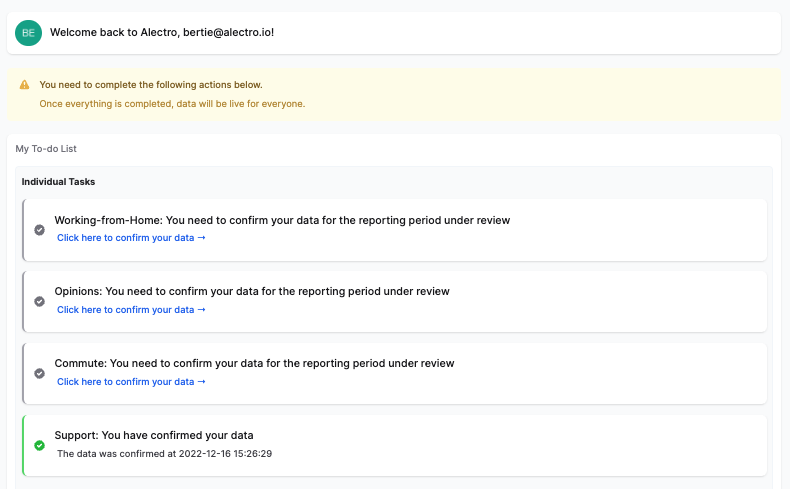 BE
Welcome back to Alectro, bertie@alectro.io!
You need to complete the following actions below.
Once everything is completed, data will be live for everyone.
My To-do List
Individual Tasks
Working-from-Home: You need to confirm your data for the reporting period under review
Click here to confirm your data →
Opinions: You need to confirm your data for the reporting period under review
Click here to confirm your data →
Commute: You need to confirm your data for the reporting period under review
Click here to confirm your data →
Support: You have confirmed your data
The data was confirmed at 2022-12-16 15:26:29